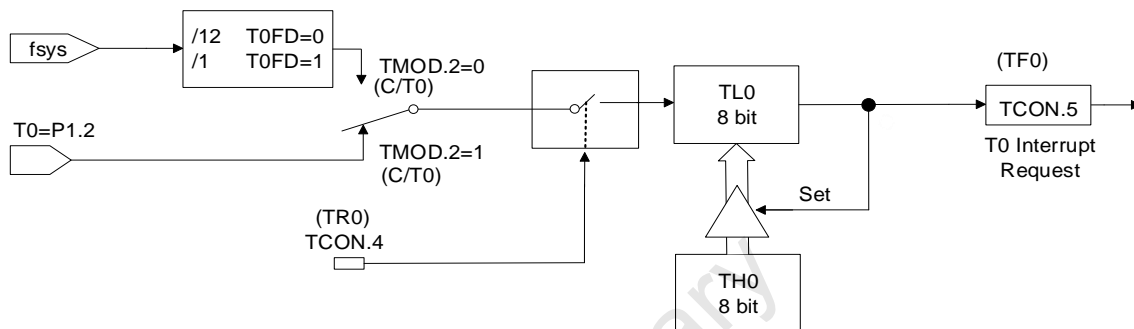 fsys
/12 T0FD=0
/1 T0FD=1
TMOD.2=0
(C/T0)
T0=P1.2
TMOD.2=1
(C/T0)
(TR0)
TCON.4
TL0
8 bit
Set
TH0
8 bit
(TF0)
TCON.5
T0 Interrupt
Request